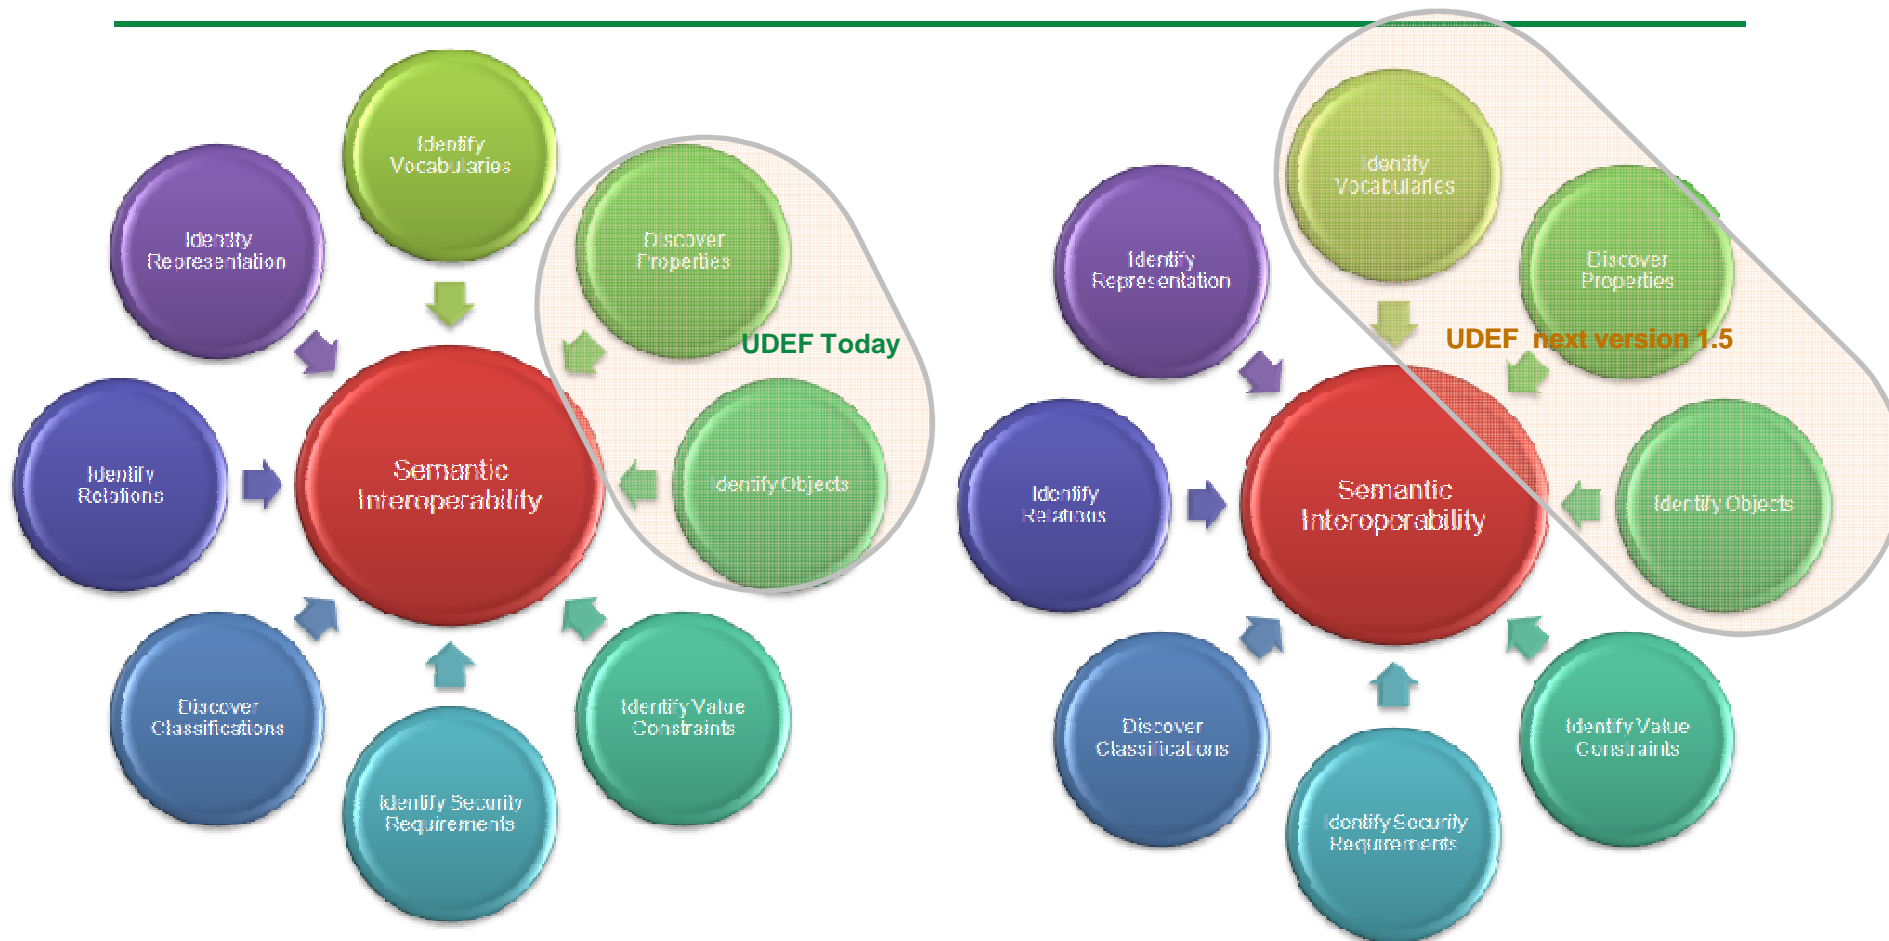 Identify
Vocabularies
Discover
Properties
Identify
Representation
UDEF Today
Identify
Relations
Semantic
Interoperability
Identify Objects
Discover
Classifications
Identify Value
Constraints
Identify Security
Requirements
Identify
Vocabularies
Discover
Properties
Identify
Representation
UDEF  next version 1.5
Identify
Relations
Semantic
Interoperability
Identify Objects
Discover
Classifications
Identify Value
Constraints
Identify Security
Requirements